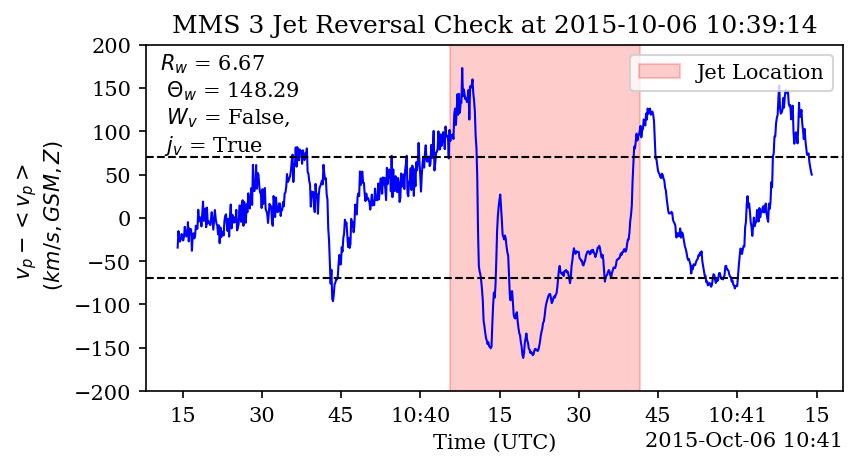 MMS 3 Jet Reversal Check at 2015-10-06 10:39:14
R_w = 6.67
Θ_w = 148.29
W_v = False,
j_v = True
Jet Location
200
150
100
50
0
−50
−100
−150
−200
v_p − < v_p >
(km/s, GSM, Z)
15 30 45 10:40 15 30 45 10:41 15
Time (UTC)
2015-Oct-06 10:41